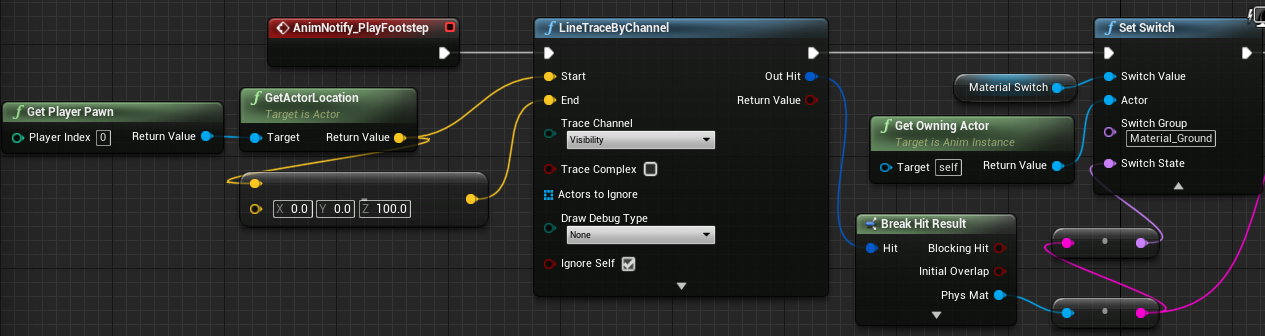 AnimNotify_PlayFootstep
LineTraceByChannel
Set Switch
Start
Out Hit
Switch Value
Material Switch
Get Player Pawn
GetActorLocation
Target is Actor
End
Return Value
Actor
Player Index 0
Return Value
Target
Return Value
Trace Channel
Visibility
Get Owning Actor
Target is Anim Instance
Switch Group
Material_Ground
Trace Complex
Target self
Return Value
Switch State
Actors to Ignore
X 0.0 Y 0.0 Z 100.0
Draw Debug Type
None
Break Hit Result
Hit
Blocking Hit
Ignore Self
Initial Overlap
Phys Mat